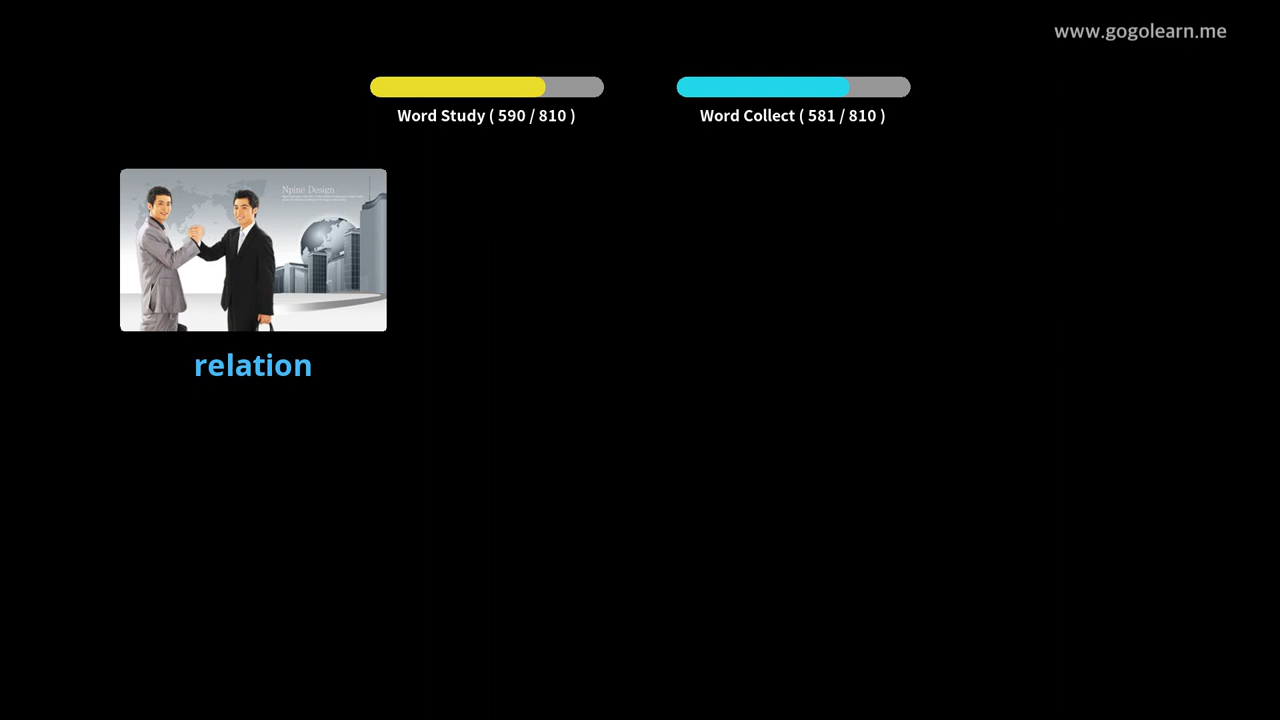 www.gogolearn.me
Word Study ( 590 / 810 )
Word Collect ( 581 / 810 )
Npine Design
relation